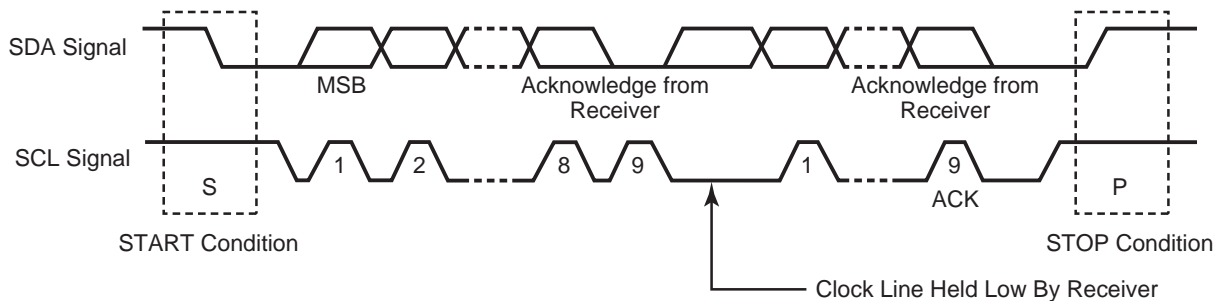 SDA Signal
MSB
Acknowledge from
Receiver
Acknowledge from
Receiver
SCL Signal
S
1
2
8
9
1
9
ACK
P
START Condition
STOP Condition
Clock Line Held Low By Receiver